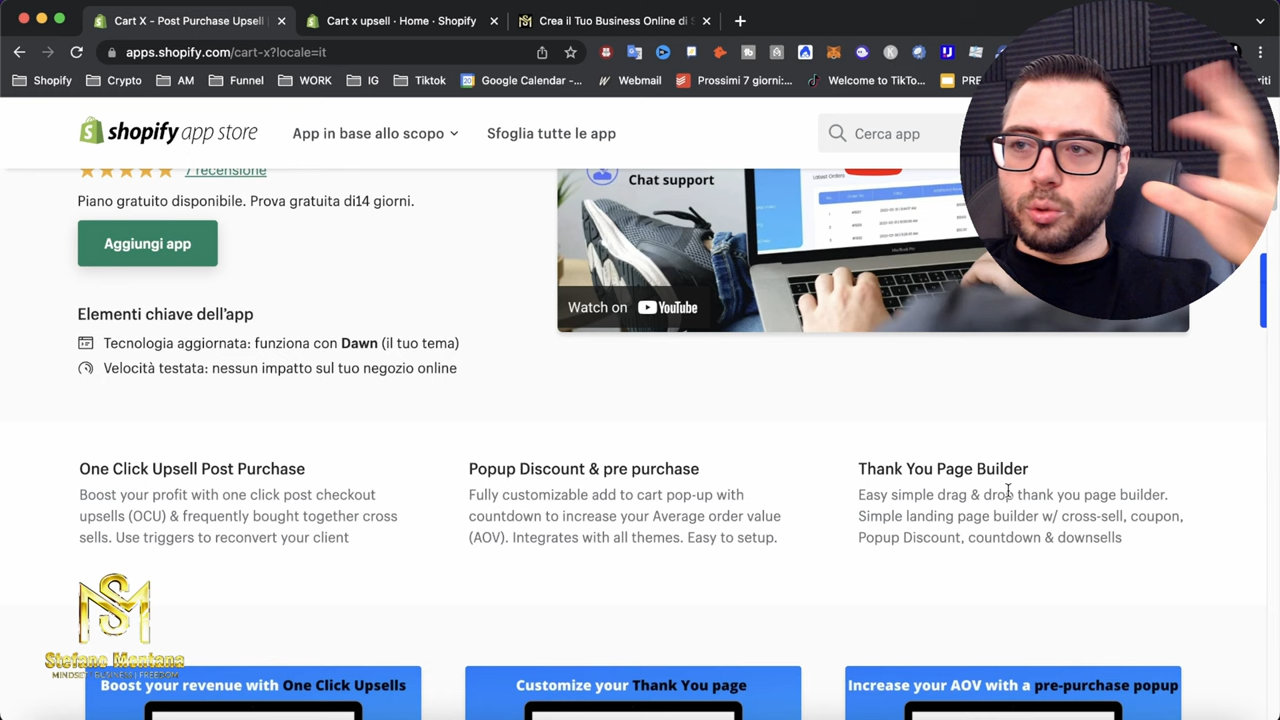 Cart X - Post Purchase Upsell
Cart x upsell · Home · Shopify
Crea il Tuo Business Online di S
apps.shopify.com/cart-x?locale=it
Shopify
Crypto
AM
Funnel
WORK
IG
Tiktok
Google Calendar -...
Webmail
Prossimi 7 giorni:...
Welcome to TikTo...
PRE
shopify app store
App in base allo scopo
Sfoglia tutte le app
Cerca app
7 recensione
Piano gratuito disponibile. Prova gratuita di14 giorni.
Aggiungi app
Chat support
Latest Orders
MacBook Pro
Watch on YouTube
Elementi chiave dell'app
Tecnologia aggiornata: funziona con Dawn (il tuo tema)
Velocità testata: nessun impatto sul tuo negozio online
One Click Upsell Post Purchase
Boost your profit with one click post checkout
upsells (OCU) & frequently bought together cross
sells. Use triggers to reconvert your client
Popup Discount & pre purchase
Fully customizable add to cart pop-up with
countdown to increase your Average order value
(AOV). Integrates with all themes. Easy to setup.
Thank You Page Builder
Easy simple drag & drop thank you page builder.
Simple landing page builder w/ cross-sell, coupon,
Popup Discount, countdown & downsells
SM
Stefano Montana
MINDSET | BUSINESS | FREEDOM
Boost your revenue with One Click Upsells
Customize your Thank You page
Increase your AOV with a pre-purchase popup